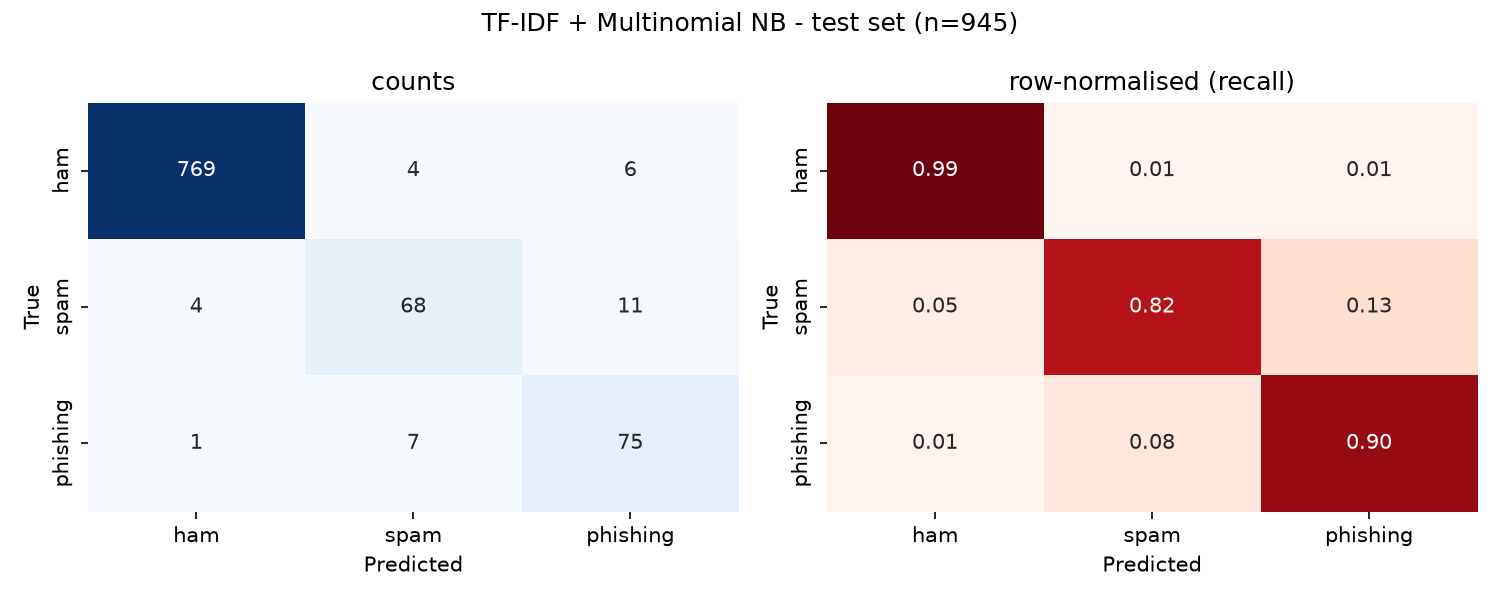 TF-IDF + Multinomial NB - test set (n=945)
counts
True
ham
769 4 6
spam
4 68 11
phishing
1 7 75
ham spam phishing
Predicted
row-normalised (recall)
True
ham
0.99 0.01 0.01
spam
0.05 0.82 0.13
phishing
0.01 0.08 0.90
ham spam phishing
Predicted